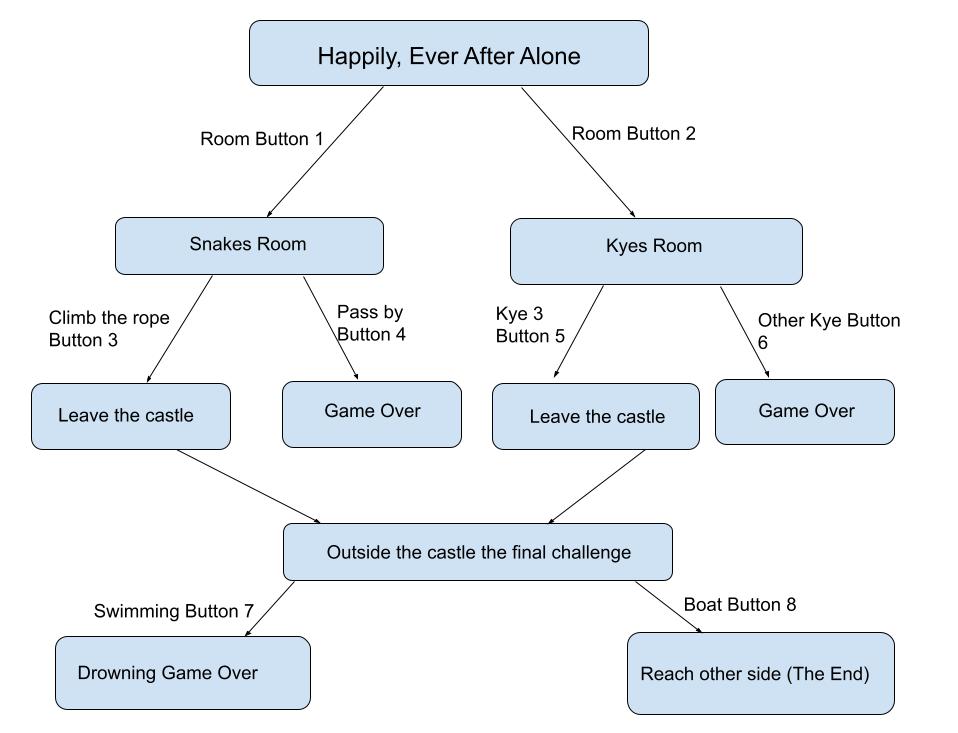 Happily, Ever After Alone
Room Button 1
Room Button 2
Snakes Room
Kyes Room
Climb the rope
Button 3
Pass by
Button 4
Kye 3
Button 5
Other Kye Button
6
Leave the castle
Game Over
Leave the castle
Game Over
Outside the castle the final challenge
Swimming Button 7
Boat Button 8
Drowning Game Over
Reach other side (The End)